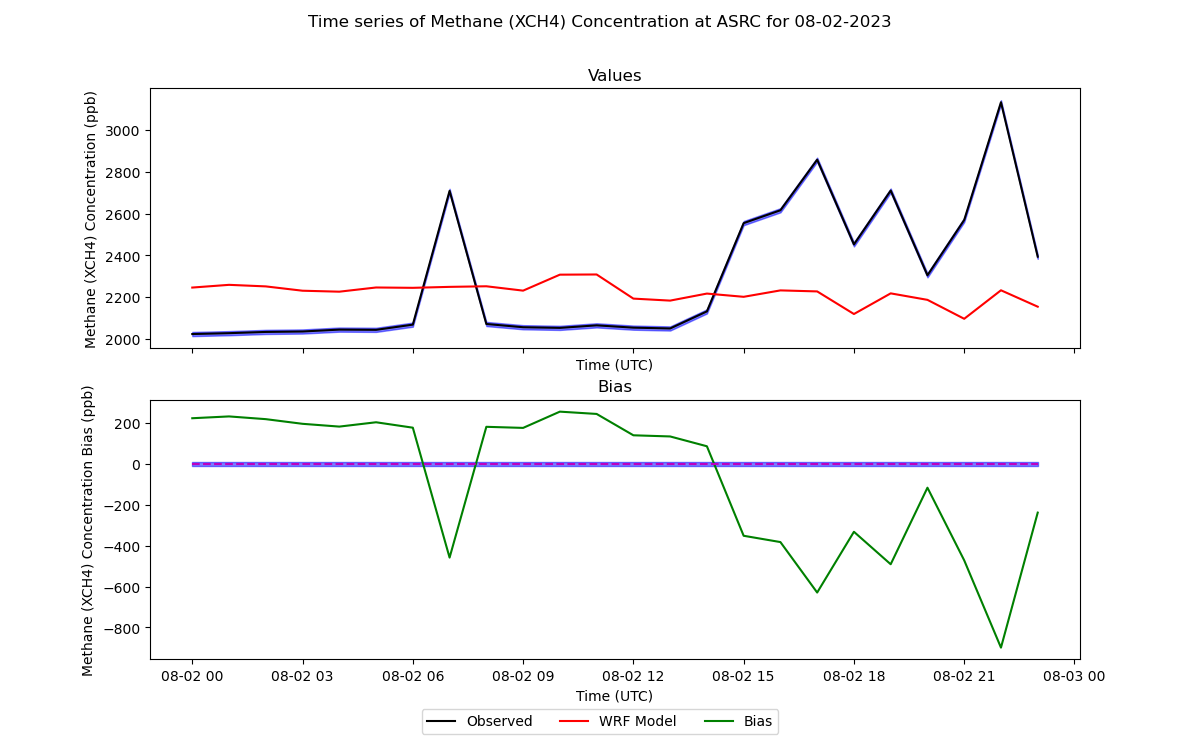 Time series of Methane (XCH4) Concentration at ASRC for 08-02-2023
Values
Methane (XCH4) Concentration (ppb)
3000
2800
2600
2400
2200
2000
Time (UTC)
Bias
Methane (XCH4) Concentration Bias (ppb)
200
0
−200
−400
−600
−800
08-02 00 08-02 03 08-02 06 08-02 09 08-02 12 08-02 15 08-02 18 08-02 21 08-03 00
Time (UTC)
Observed WRF Model Bias